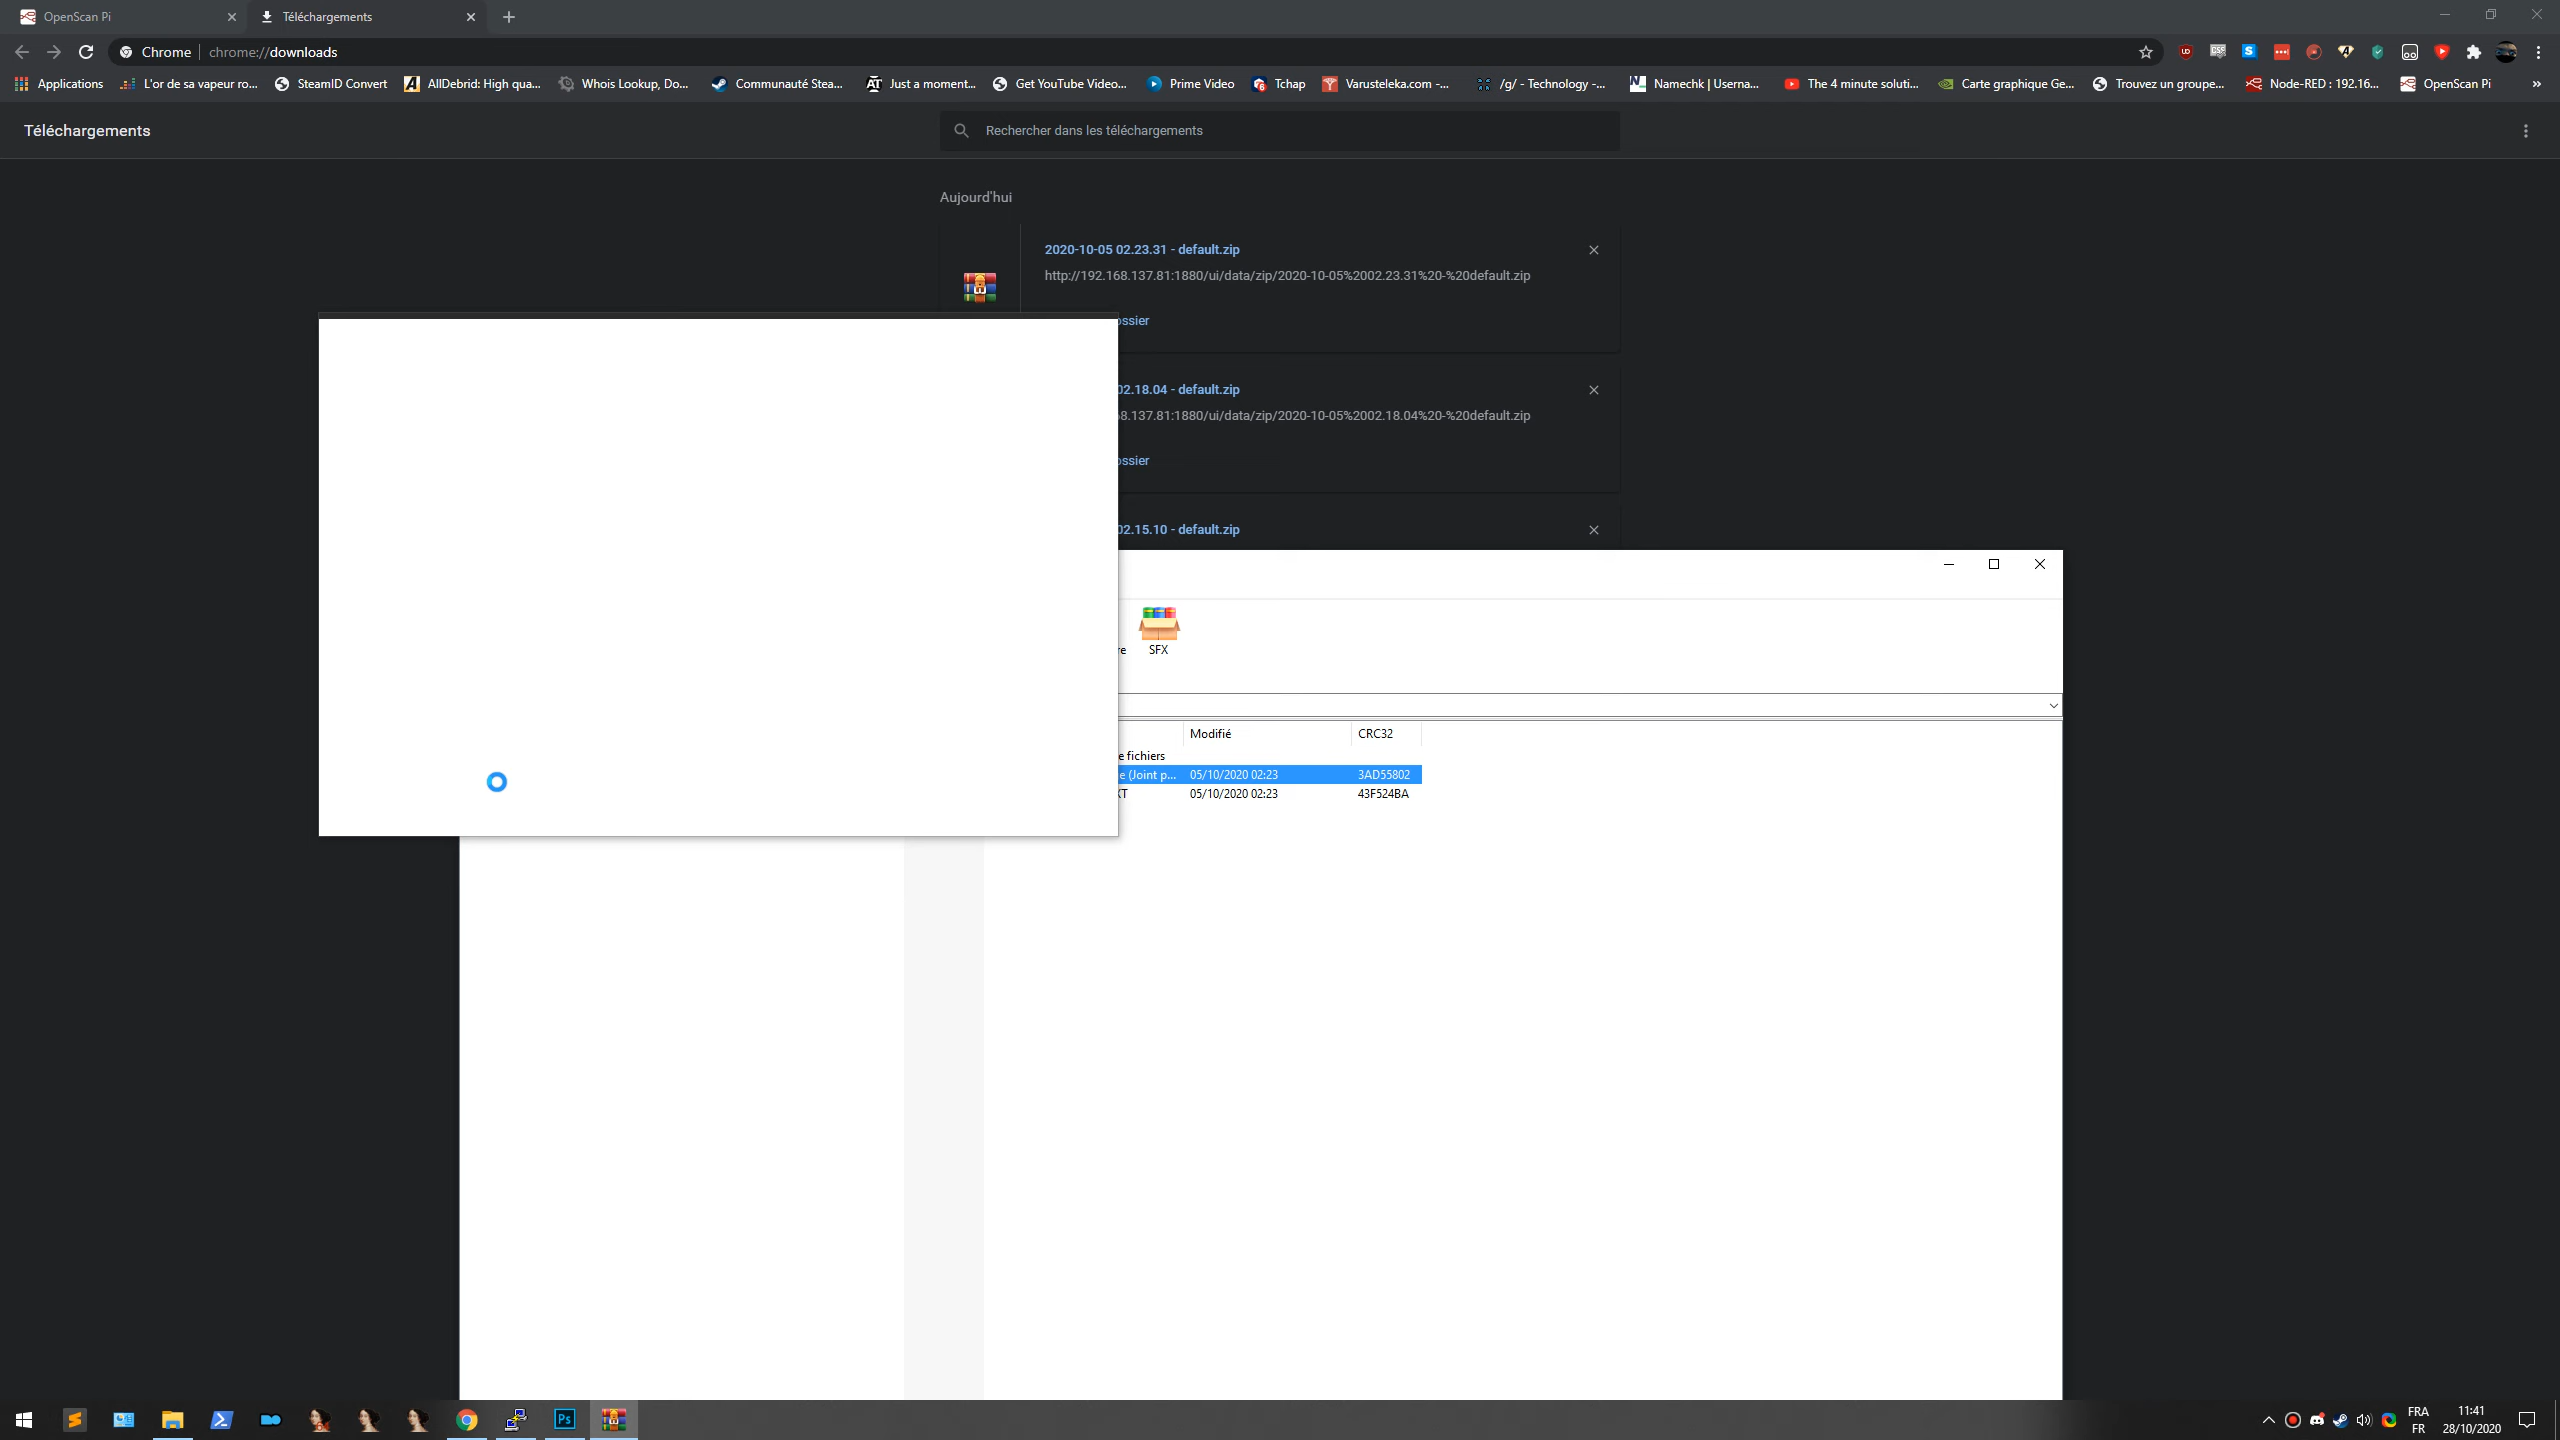 OpenScan Pi
Téléchargements
Chrome
chrome://downloads
Applications
L'or de sa vapeur ro...
SteamID Convert
AllDebrid: High qua...
Whois Lookup, Do...
Communauté Stea...
Just a moment...
Get YouTube Video...
Prime Video
Tchap
Varusteleka.com -...
/g/ - Technology -...
Namechk | Userna...
The 4 minute soluti...
Carte graphique Ge...
Trouvez un groupe...
Node-RED : 192.16...
OpenScan Pi
»
Téléchargements
Rechercher dans les téléchargements
Aujourd'hui
2020-10-05 02.23.31 - default.zip
http://192.168.137.81:1880/ui/data/zip/2020-10-05%2002.23.31%20-%20default.zip
ossier
02.18.04 - default.zip
8.137.81:1880/ui/data/zip/2020-10-05%2002.18.04%20-%20default.zip
ossier
02.15.10 - default.zip
re
SFX
Modifié
CRC32
e fichiers
e (Joint p...
05/10/2020 02:23
3AD55802
XT
05/10/2020 02:23
43F524BA
Ps
FRA
FR
11:41
28/10/2020